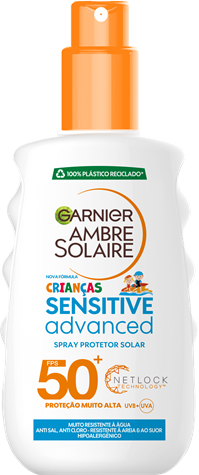 100% PLÁSTICO RECICLADO*
GARNIER
AMBRE
SOLAIRE
NOVA FÓRMULA
CRIANÇAS
SENSITIVE
advanced
SPRAY PROTETOR SOLAR
FPS
50+
NETLOCK
TECHNOLOGY™
PROTEÇÃO MUITO ALTA UVB+ UVA
MUITO RESISTENTE À ÁGUA
ANTI SAL, ANTI CLORO - RESISTENTE À AREIA & AO SUOR
HIPOALERGÉNICO